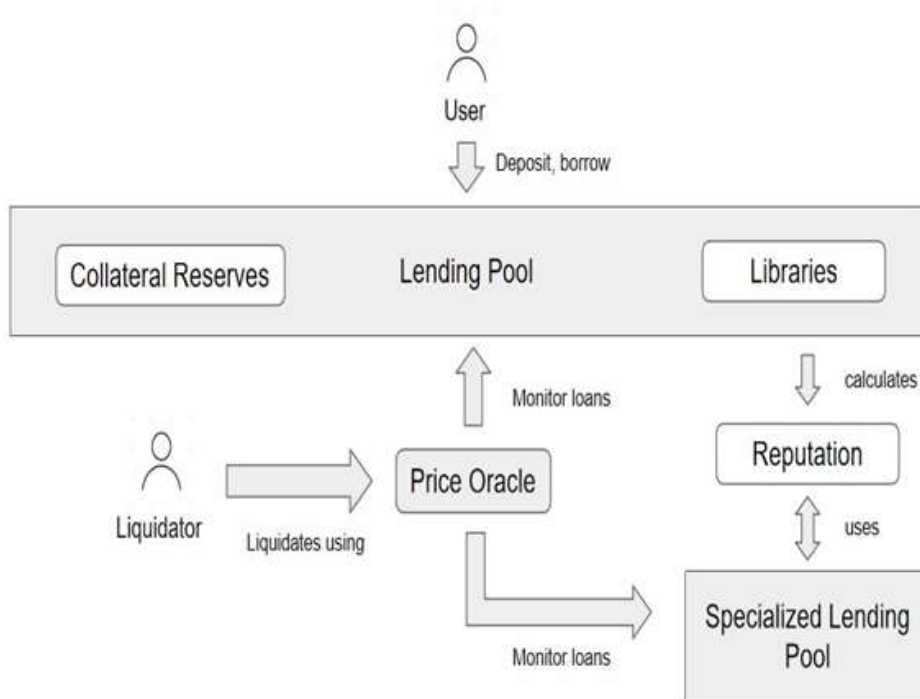 User
Deposit, borrow
Collateral Reserves
Lending Pool
Libraries
Monitor loans
calculates
Liquidator
Liquidates using
Price Oracle
Reputation
uses
Monitor loans
Specialized Lending
Pool